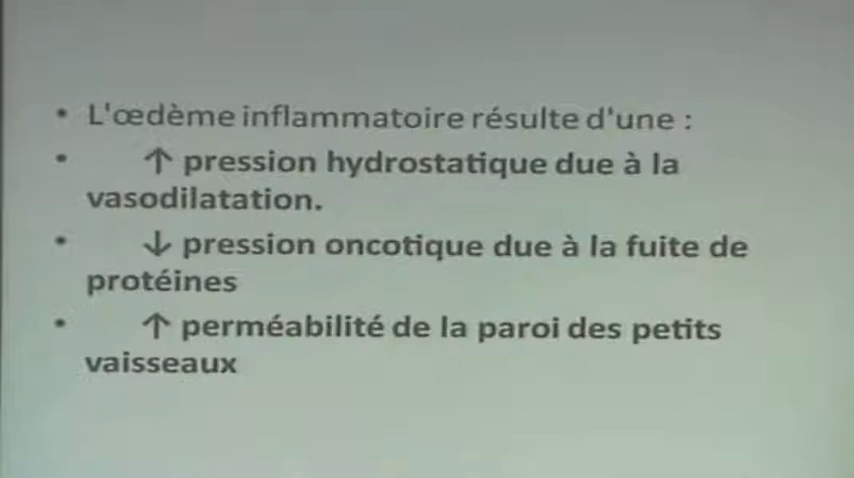 • L'œdème inflammatoire résulte d'une :
• ↑ pression hydrostatique due à la
vasodilatation.
• ↓ pression oncotique due à la fuite de
protéines
• ↑ perméabilité de la paroi des petits
vaisseaux